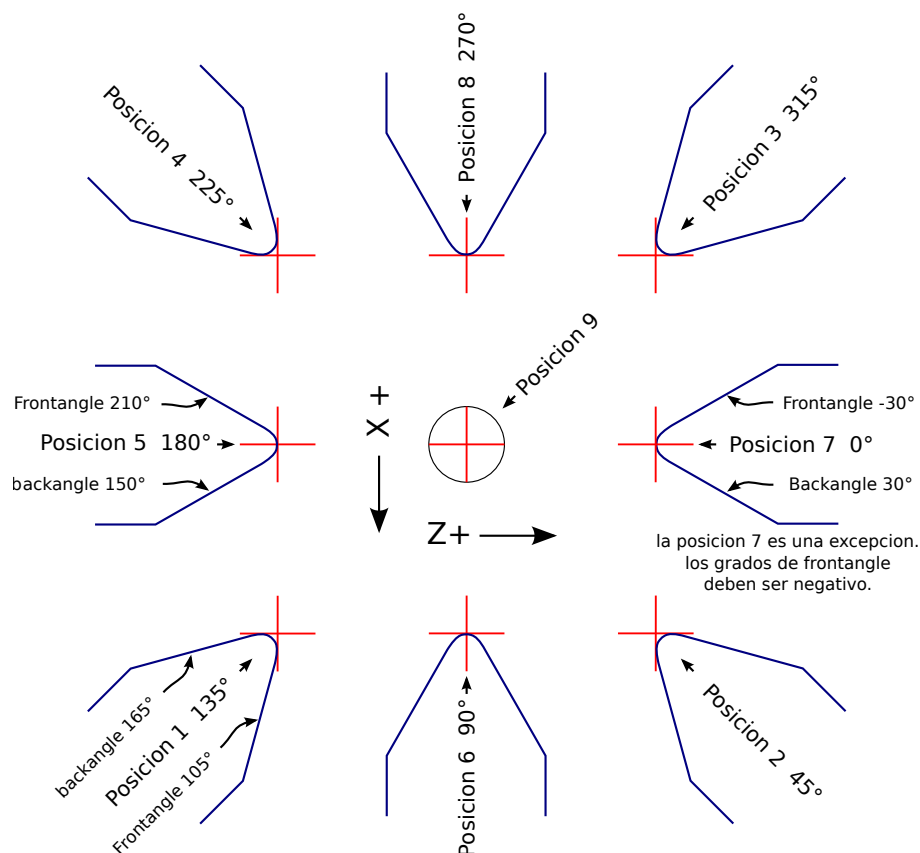 Posicion 4 225°
Posicion 8 270°
Posicion 3 315°
Frontangle 210°
Posicion 5 180°
backangle 150°
X +
Posicion 9
Z+
Frontangle -30°
Posicion 7 0°
Backangle 30°
la posicion 7 es una excepcion.
los grados de frontangle
deben ser negativo.
backangle 165°
Posicion 1 135°
Frontangle 105°
Posicion 6 90°
Posicion 2 45°